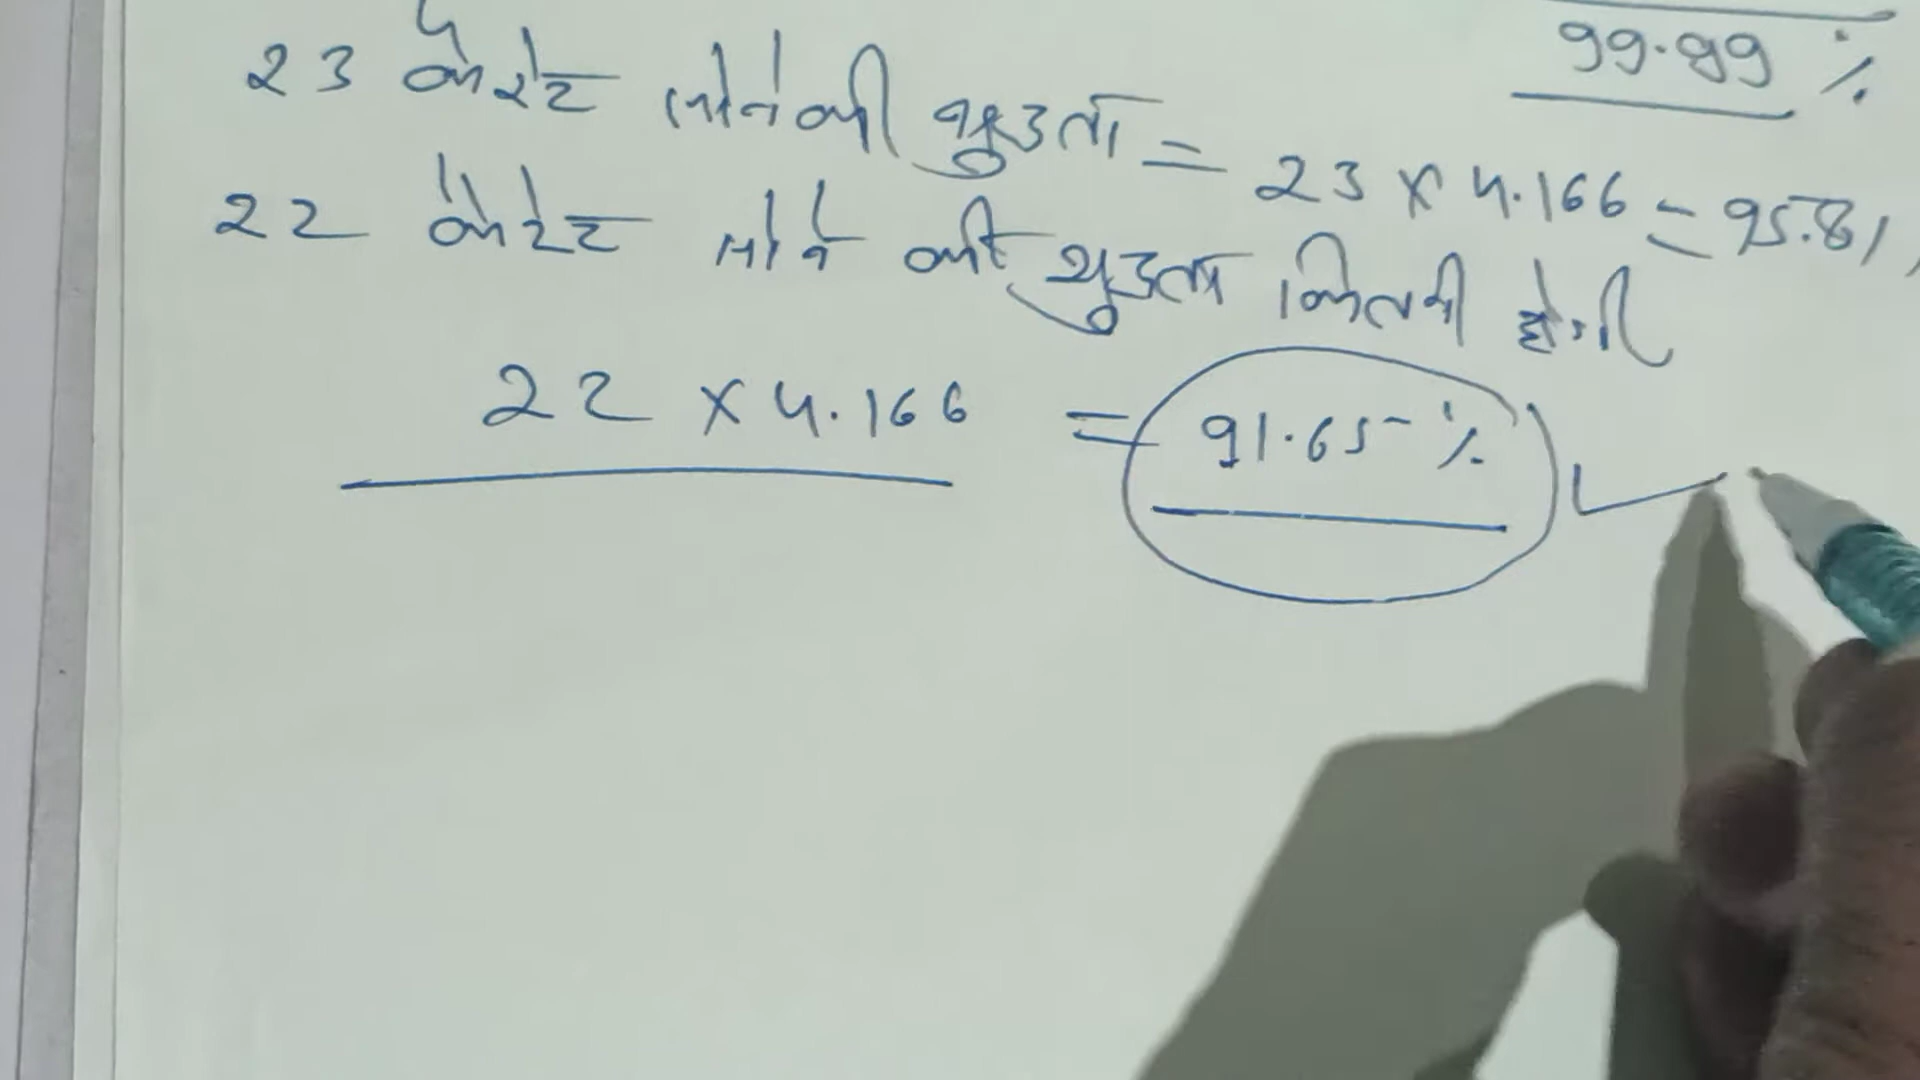 99.99 %
23 कैरेट सोने की शुद्धता = 23 × 4.166 = 95.81
22 कैरेट सोने की शुद्धता कितनी होगी
22 × 4.166 = 91.65 %